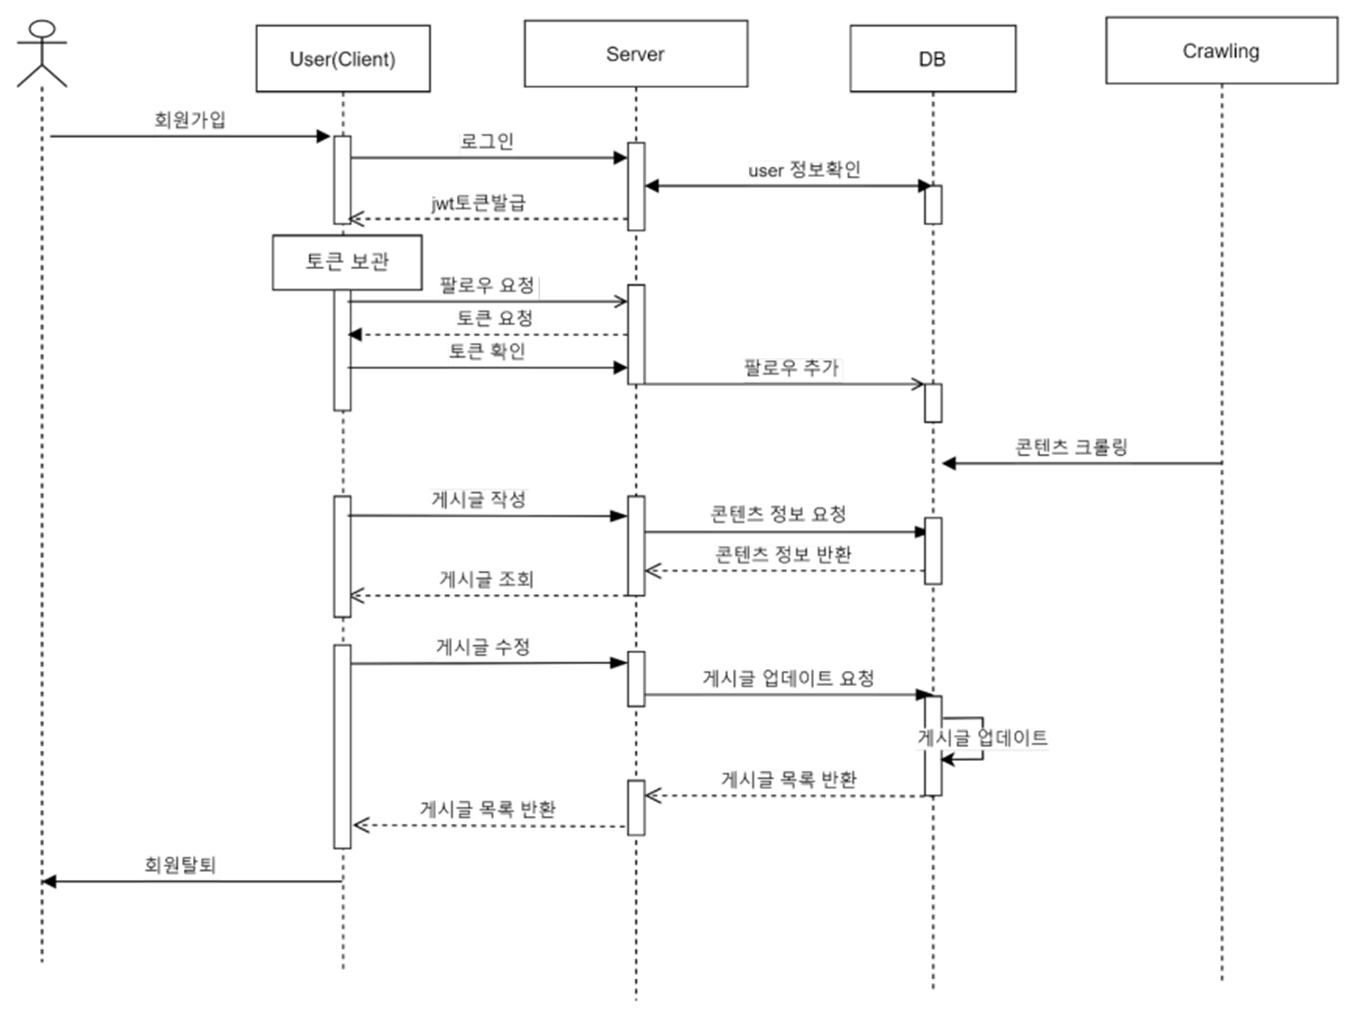 User(Client)
Server
DB
Crawling
회원가입
로그인
user 정보확인
jwt토큰발급
토큰 보관
팔로우 요청
토큰 요청
토큰 확인
팔로우 추가
콘텐츠 크롤링
게시글 작성
콘텐츠 정보 요청
콘텐츠 정보 반환
게시글 조회
게시글 수정
게시글 업데이트 요청
게시글 업데이트
게시글 목록 반환
게시글 목록 반환
회원탈퇴